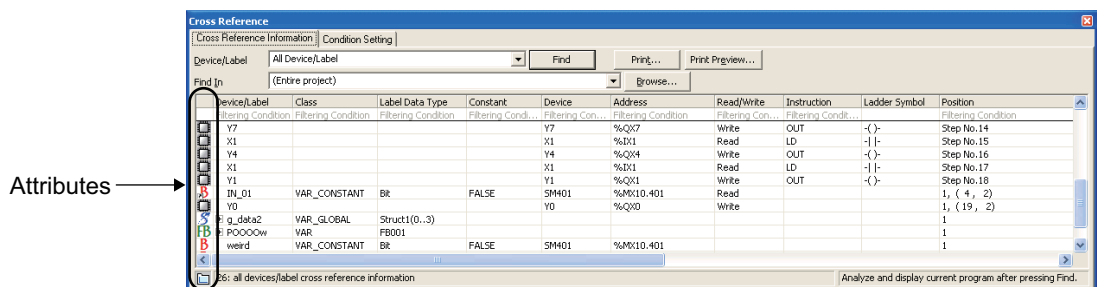 Cross Reference
Cross Reference Information Condition Setting
Device/Label All Device/Label Find Print... Print Preview...
Find In (Entire project) Browse...
Device/Label Class Label Data Type Constant Device Address Read/Write Instruction Ladder Symbol Position
Filtering Condition Filtering Condition Filtering Condition Filtering Condi... Filtering Con... Filtering Condition Filtering Con... Filtering Condit... Filtering Condition
Y7 Y7 %QX7 Write OUT -( )- Step No.14
X1 X1 %IX1 Read LD -| |- Step No.15
Y4 Y4 %QX4 Write OUT -( )- Step No.16
X1 X1 %IX1 Read LD -| |- Step No.17
Y1 Y1 %QX1 Write OUT -( )- Step No.18
Attributes
B IN_01 VAR_CONSTANT Bit FALSE SM401 %MX10.401 Read 1, ( 4 , 2)
Y0 Y0 %QX0 Write 1, ( 19 , 2)
S g_data2 VAR_GLOBAL Struct1(0..3) 1
FB POOOOw VAR FB001 1
B weird VAR_CONSTANT Bit FALSE SM401 %MX10.401 1
26: all devices/label cross reference information Analyze and display current program after pressing Find.